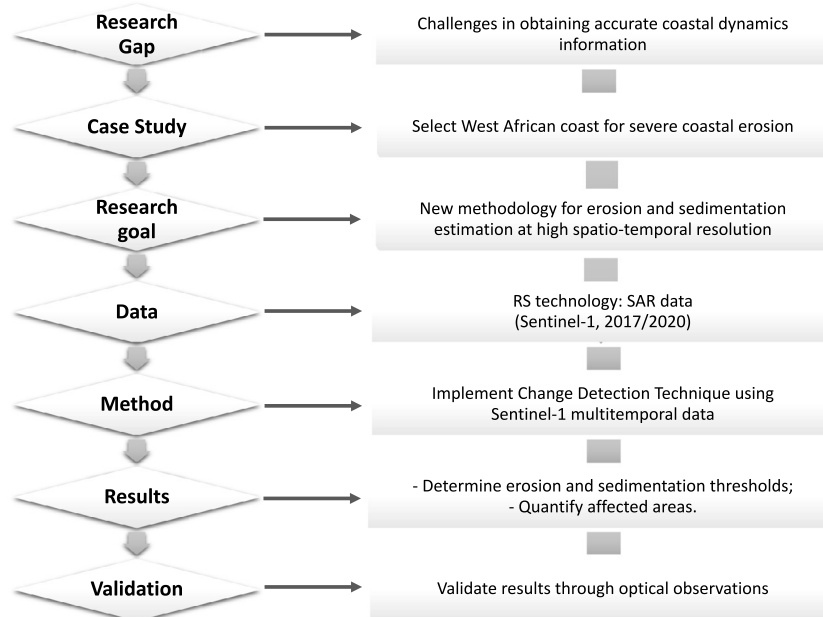 Research
Gap
Challenges in obtaining accurate coastal dynamics
information
Case Study
Select West African coast for severe coastal erosion
Research
goal
New methodology for erosion and sedimentation
estimation at high spatio-temporal resolution
Data
RS technology: SAR data
(Sentinel-1, 2017/2020)
Method
Implement Change Detection Technique using
Sentinel-1 multitemporal data
Results
- Determine erosion and sedimentation thresholds;
- Quantify affected areas.
Validation
Validate results through optical observations